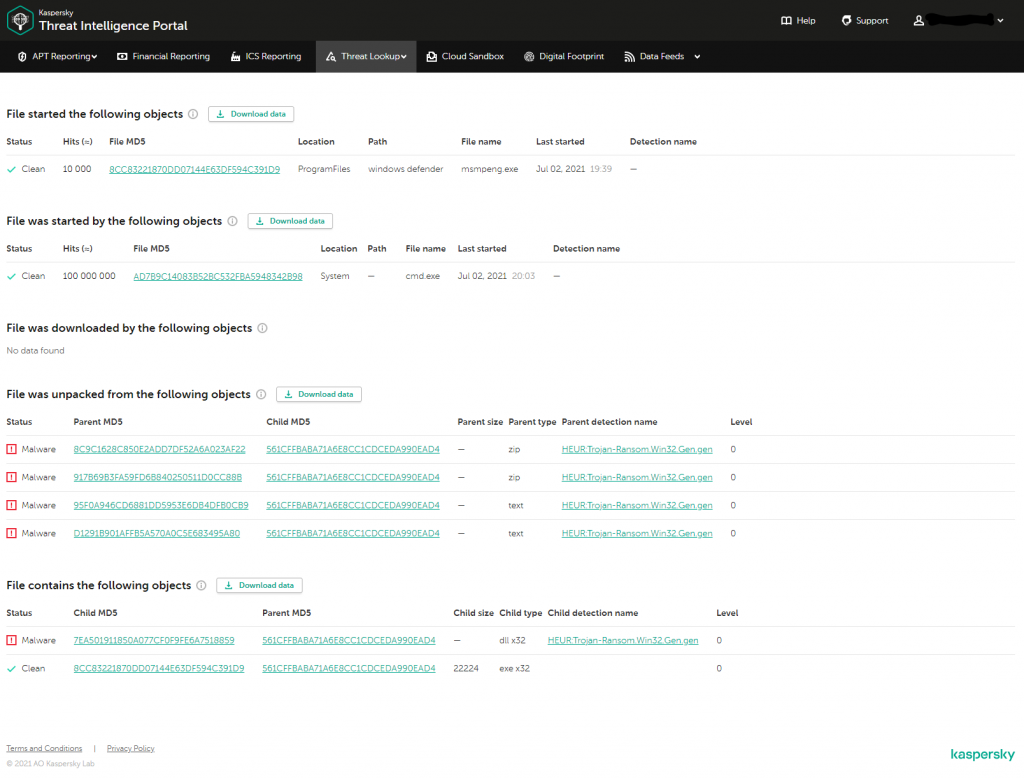 Kaspersky
Threat Intelligence Portal
Help Support
APT Reporting Financial Reporting ICS Reporting Threat Lookup Cloud Sandbox Digital Footprint Data Feeds
File started the following objects Download data
Status Hits (≈) File MD5 Location Path File name Last started Detection name
Clean 10 000 8CC83221870DD07144E63DF594C391D9 ProgramFiles windows defender msmpeng.exe Jul 02, 2021 19:39 —
File was started by the following objects Download data
Status Hits (≈) File MD5 Location Path File name Last started Detection name
Clean 100 000 000 AD7B9C14083B52BC532FBA5948342B98 System — cmd.exe Jul 02, 2021 20:03 —
File was downloaded by the following objects
No data found
File was unpacked from the following objects Download data
Status Parent MD5 Child MD5 Parent size Parent type Parent detection name Level
Malware 8C9C1628C850E2ADD7DF52A6A023AF22 561CFFBABA71A6E8CC1CDCEDA990EAD4 — zip HEUR:Trojan-Ransom.Win32.Gen.gen 0
Malware 917B69B3FA59FD6B840250511D0CC88B 561CFFBABA71A6E8CC1CDCEDA990EAD4 — zip HEUR:Trojan-Ransom.Win32.Gen.gen 0
Malware 95F0A946CD6881DD5953E6DB4DFB0CB9 561CFFBABA71A6E8CC1CDCEDA990EAD4 — text HEUR:Trojan-Ransom.Win32.Gen.gen 0
Malware D1291B901AFFB5A570A0C5E683495A80 561CFFBABA71A6E8CC1CDCEDA990EAD4 — text HEUR:Trojan-Ransom.Win32.Gen.gen 0
File contains the following objects Download data
Status Child MD5 Parent MD5 Child size Child type Child detection name Level
Malware 7EA501911850A077CF0F9FE6A7518859 561CFFBABA71A6E8CC1CDCEDA990EAD4 — dll x32 HEUR:Trojan-Ransom.Win32.Gen.gen 0
Clean 8CC83221870DD07144E63DF594C391D9 561CFFBABA71A6E8CC1CDCEDA990EAD4 22224 exe x32 0
Terms and Conditions | Privacy Policy
© 2021 AO Kaspersky Lab
kaspersky